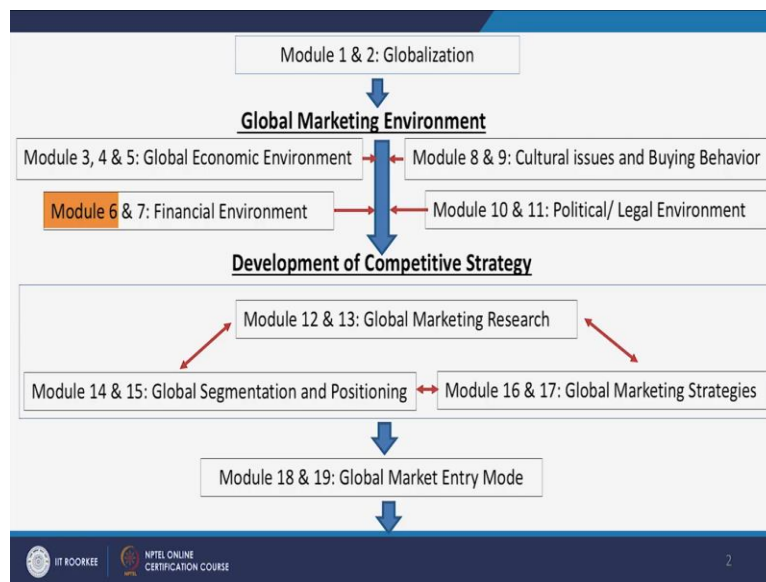 Module 1 & 2: Globalization
Global Marketing Environment
Module 3, 4 & 5: Global Economic Environment
Module 8 & 9: Cultural issues and Buying Behavior
Module 6 & 7: Financial Environment
Module 10 & 11: Political/ Legal Environment
Development of Competitive Strategy
Module 12 & 13: Global Marketing Research
Module 14 & 15: Global Segmentation and Positioning
Module 16 & 17: Global Marketing Strategies
Module 18 & 19: Global Market Entry Mode
IIT ROORKEE
NPTEL ONLINE
CERTIFICATION COURSE
2